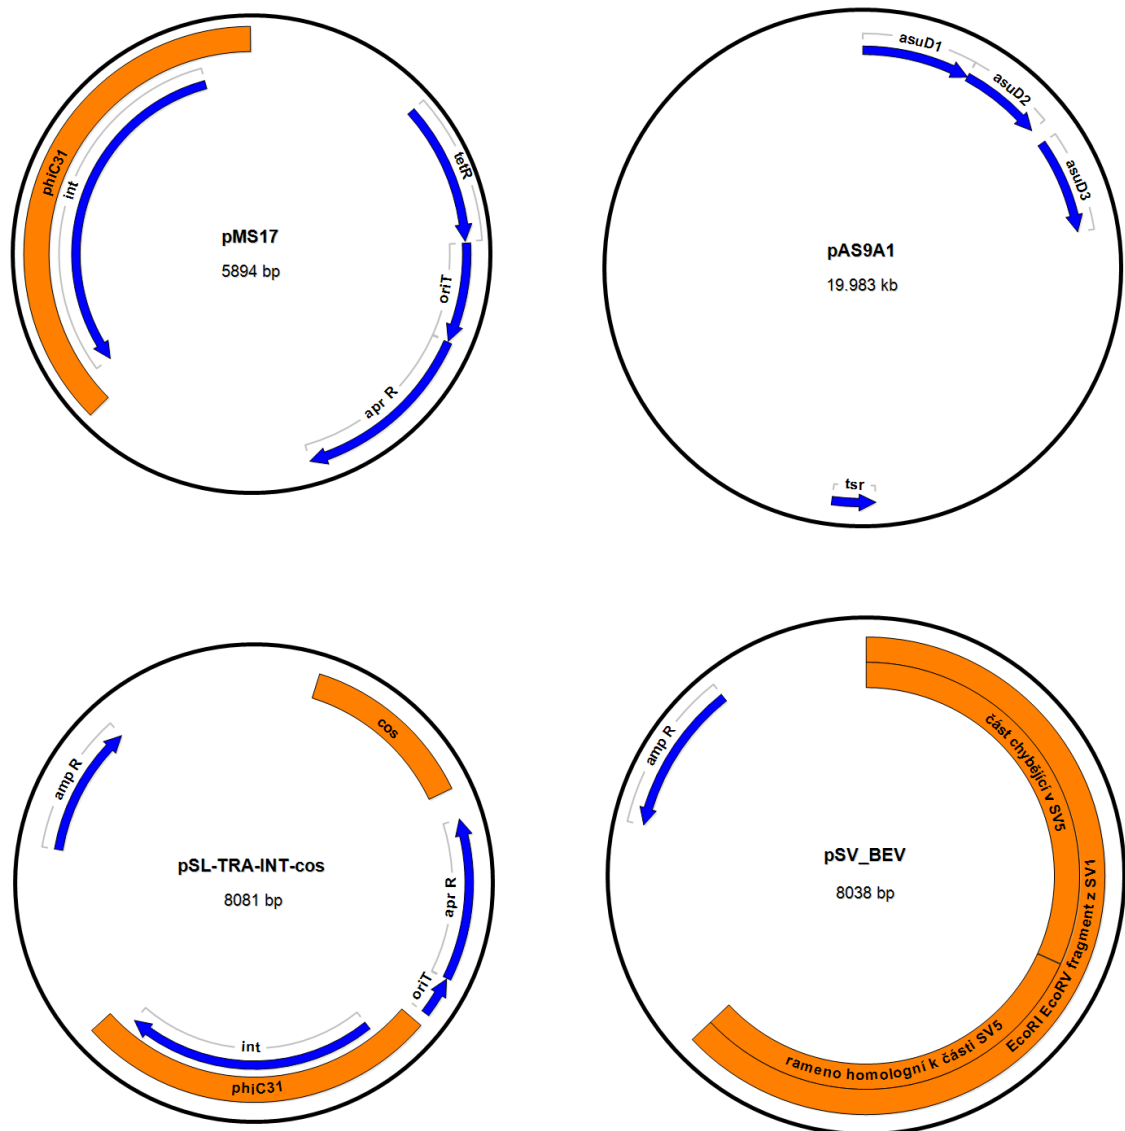 phiC31
int
tetR
oriT
apr R
pMS17
5894 bp
asuD1
asuD2
asuD3
tsr
pAS9A1
19.983 kb
cos
amp R
apr R
oriT
int
phiC31
pSL-TRA-INT-cos
8081 bp
amp R
část chybějící v SV5
EcoRI EcoRV fragment z SV1
rameno homologní k části SV5
pSV_BEV
8038 bp